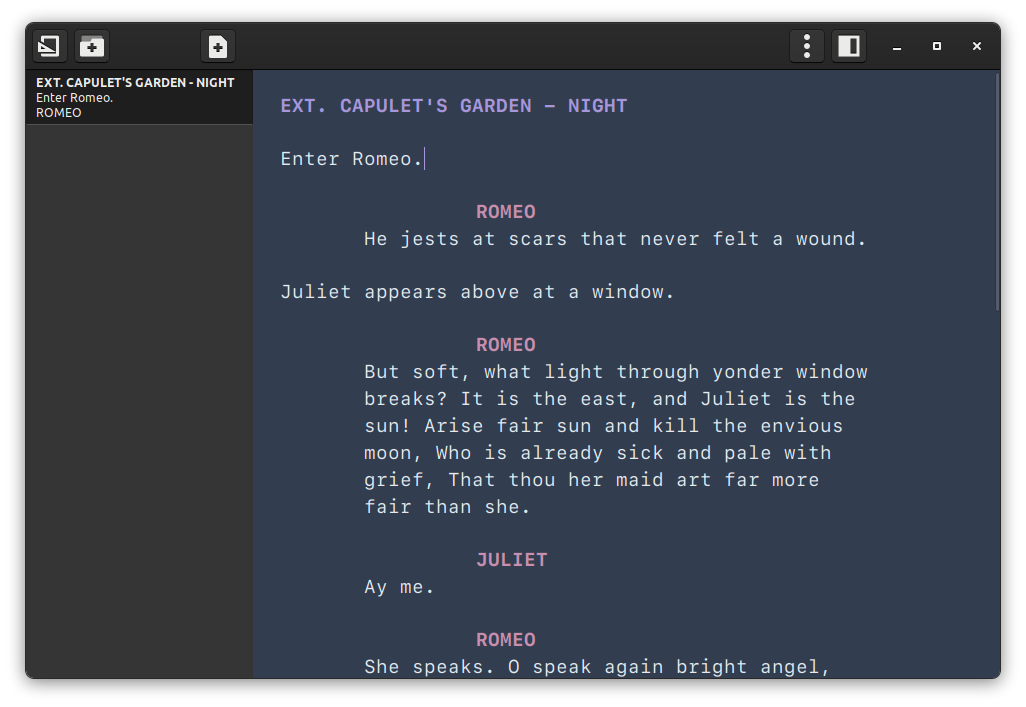 EXT. CAPULET'S GARDEN - NIGHT
Enter Romeo.
ROMEO
EXT. CAPULET'S GARDEN - NIGHT
Enter Romeo.
ROMEO
He jests at scars that never felt a wound.
Juliet appears above at a window.
ROMEO
But soft, what light through yonder window
breaks? It is the east, and Juliet is the
sun! Arise fair sun and kill the envious
moon, Who is already sick and pale with
grief, That thou her maid art far more
fair than she.
JULIET
Ay me.
ROMEO
She speaks. O speak again bright angel,